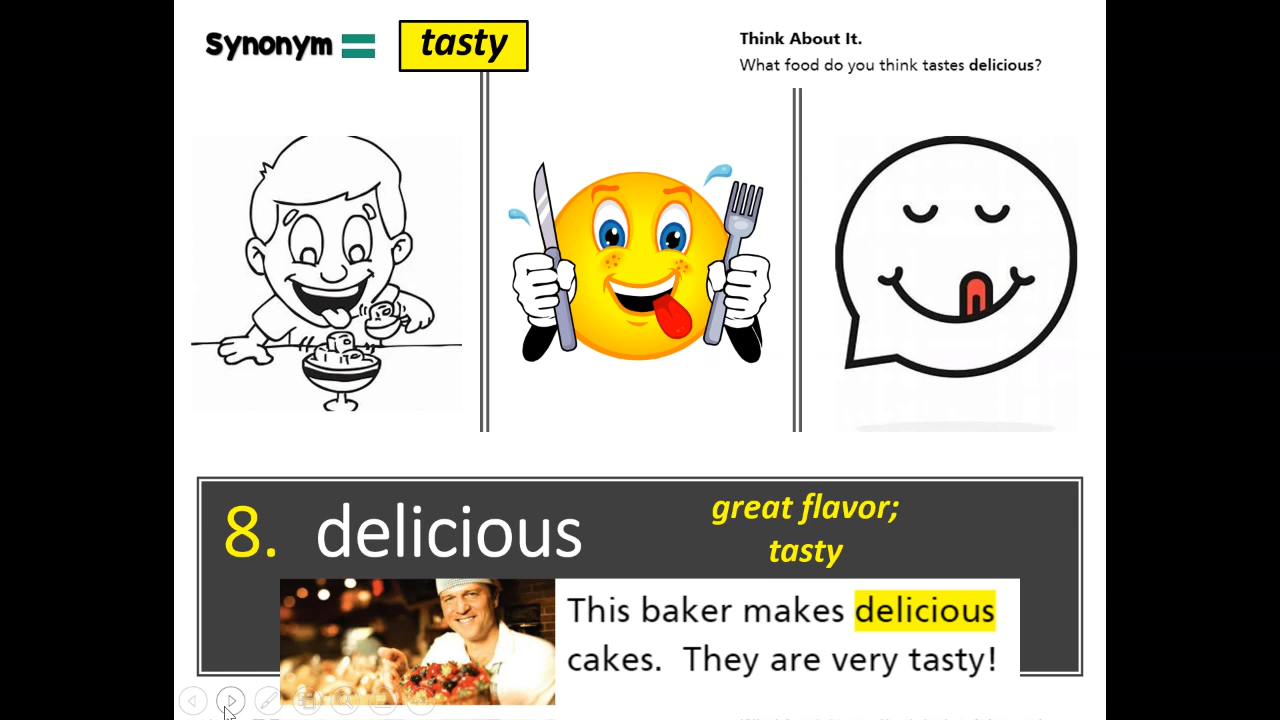 Synonym =
tasty
Think About It.
What food do you think tastes delicious?
8. delicious
great flavor;
tasty
This baker makes delicious
cakes. They are very tasty!